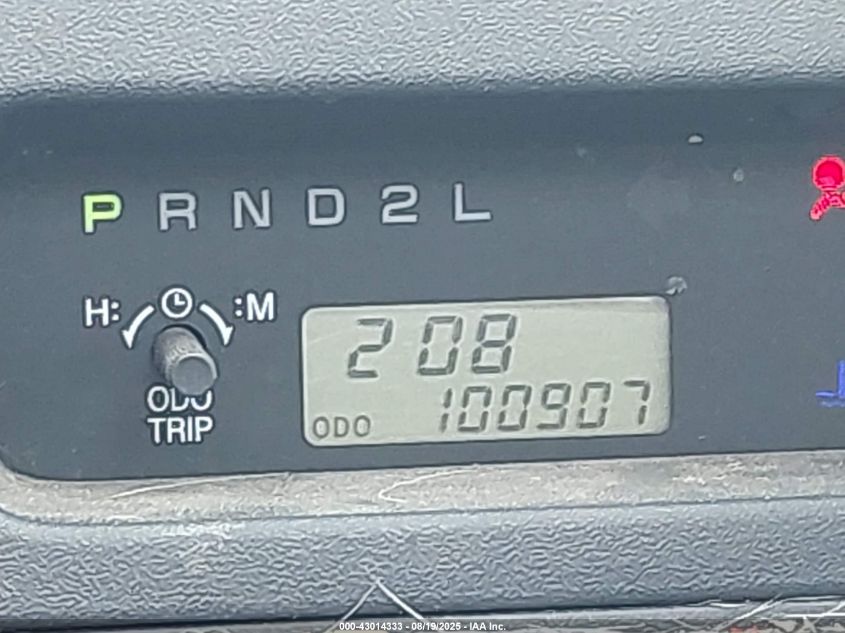 P R N D 2 L
H: :M
ODO
TRIP
2 08
ODO 100907
000-43014333 - 08/19/2025 - IAA Inc.